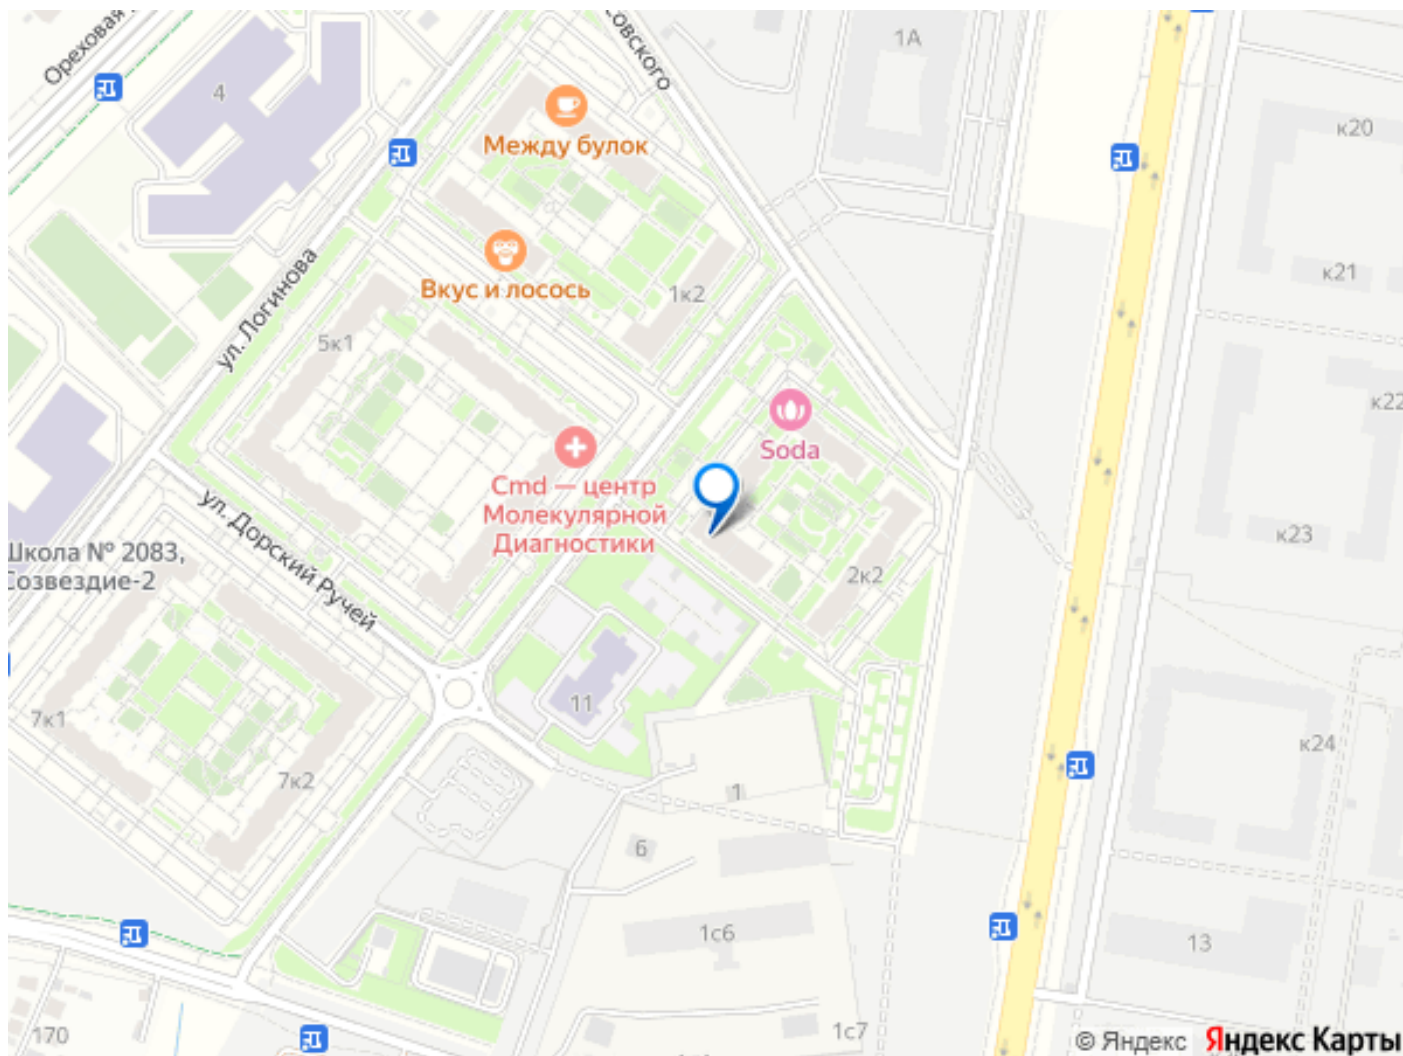 Ореховая
совского
1А
4
к20
Между булок
ул. Логинова
Вкус и лосось
1к2
к21
5к1
к22
Soda
Cmd — центр
Молекулярной
Диагностики
ул. Дорский Ручей
к23
Школа № 2083,
Созвездие-2
2к2
11
7к1
7к2
к24
1
6
1с6
13
170
1с7
© Яндекс Яндекс Карты